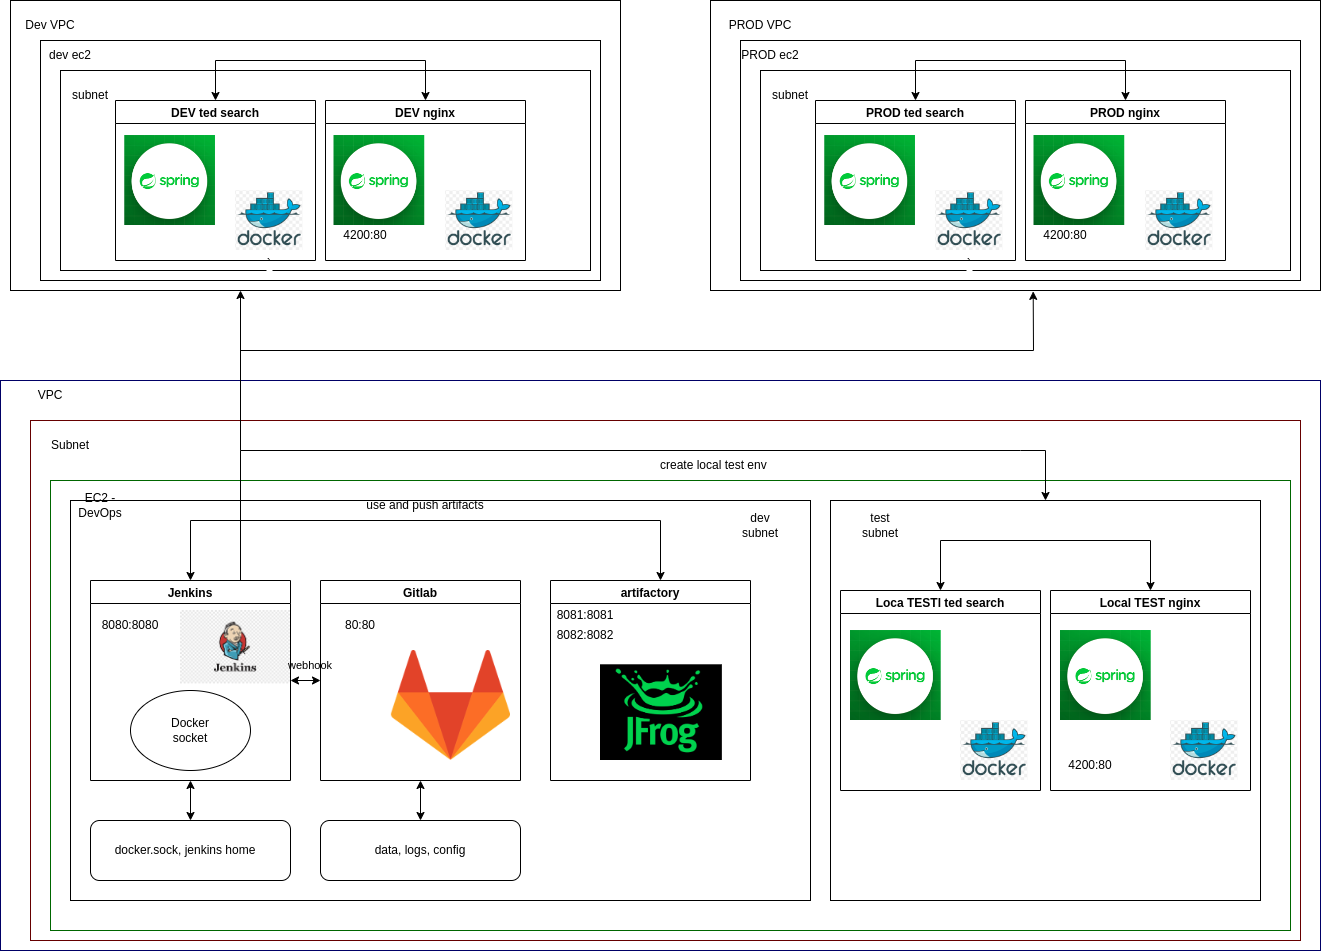 Dev VPC
dev ec2
subnet
DEV ted search
DEV nginx
spring
spring
docker
4200:80
docker
PROD VPC
PROD ec2
subnet
PROD ted search
PROD nginx
spring
spring
docker
4200:80
docker
VPC
Subnet
create local test env
EC2 -
DevOps
use and push artifacts
dev
subnet
Jenkins
8080:8080
Jenkins
Docker
socket
webhook
Gitlab
80:80
artifactory
8081:8081
8082:8082
JFrog
docker.sock, jenkins home
data, logs, config
test
subnet
Loca TESTI ted search
Local TEST nginx
spring
spring
docker
4200:80
docker